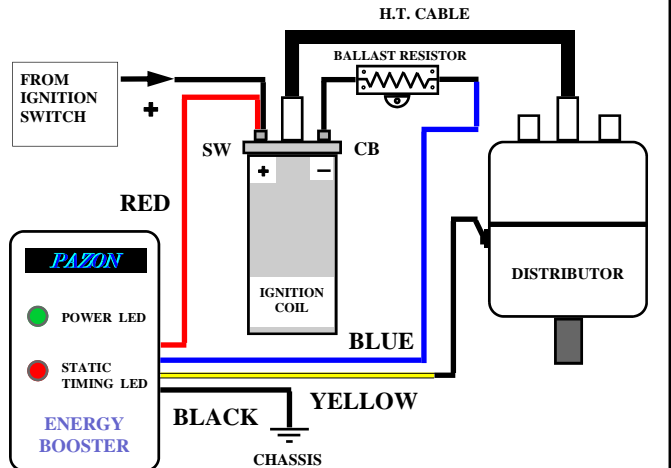 H.T. CABLE
BALLAST RESISTOR
FROM
IGNITION
SWITCH
+
SW
CB
+ −
RED
PAZON
POWER LED
STATIC
TIMING LED
ENERGY
BOOSTER
IGNITION
COIL
DISTRIBUTOR
BLUE
YELLOW
BLACK
CHASSIS